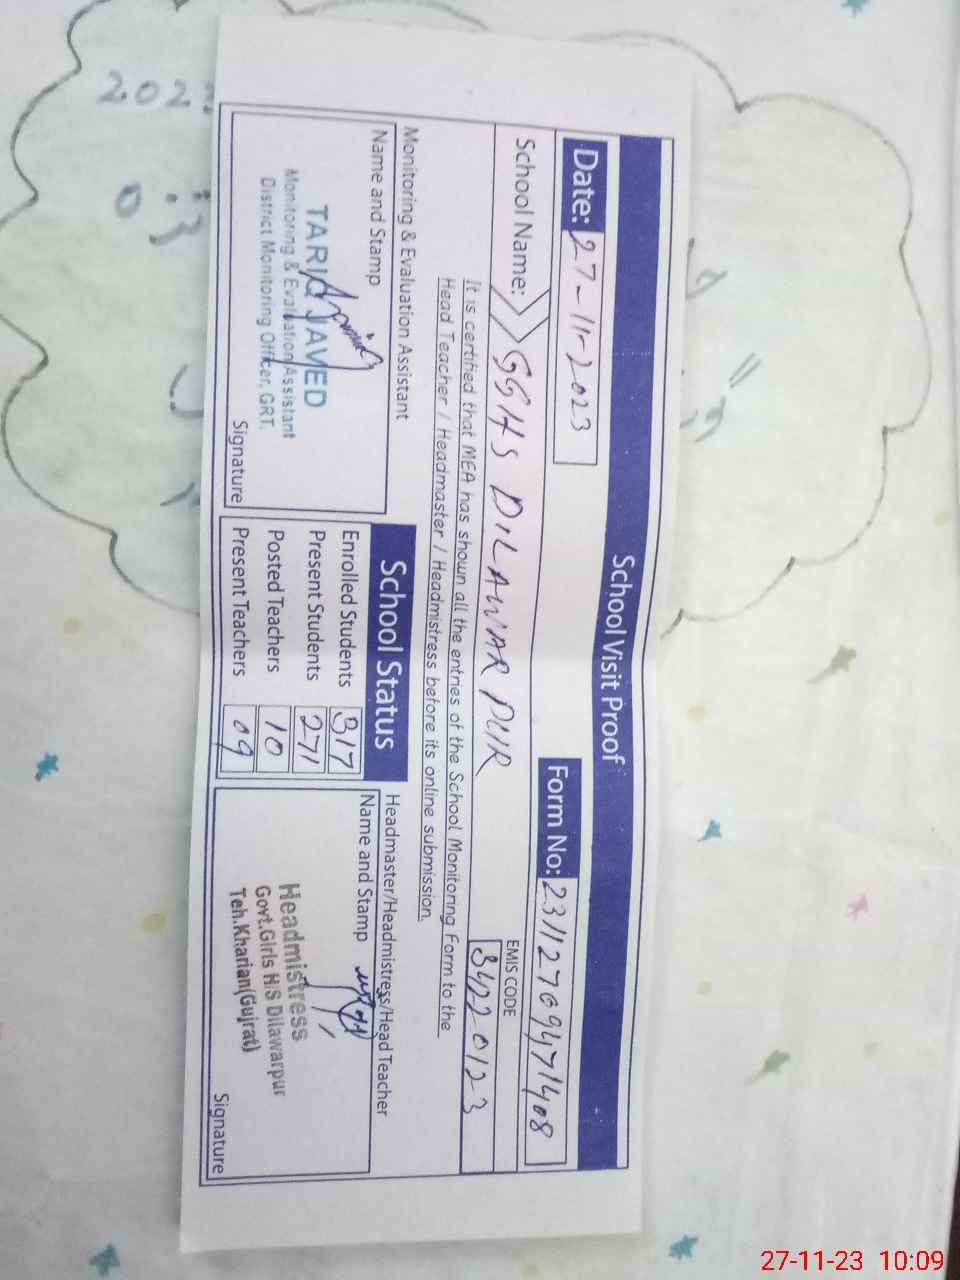 School Visit Proof
Date: 27-11-2023
Form No: 23112709471408
School Name: GGHS DILAWAR PUR
EMIS CODE
34220123
It is certified that MEA has shown all the entries of the School Monitoring Form to the
Head Teacher / Headmaster / Headmistress before its online submission.
Monitoring & Evaluation Assistant
Name and Stamp
TARIQ JAVED
Monitoring & Evaluation Assistant
District Monitoring Officer, GRT.
Signature
School Status
Enrolled Students 317
Present Students 271
Posted Teachers 10
Present Teachers 09
Headmaster/Headmistress/Head Teacher
Name and Stamp
Headmistress
Govt.Girls H/S Dilawarpur
Teh.Kharian(Gujrat)
Signature
27-11-23 10:09